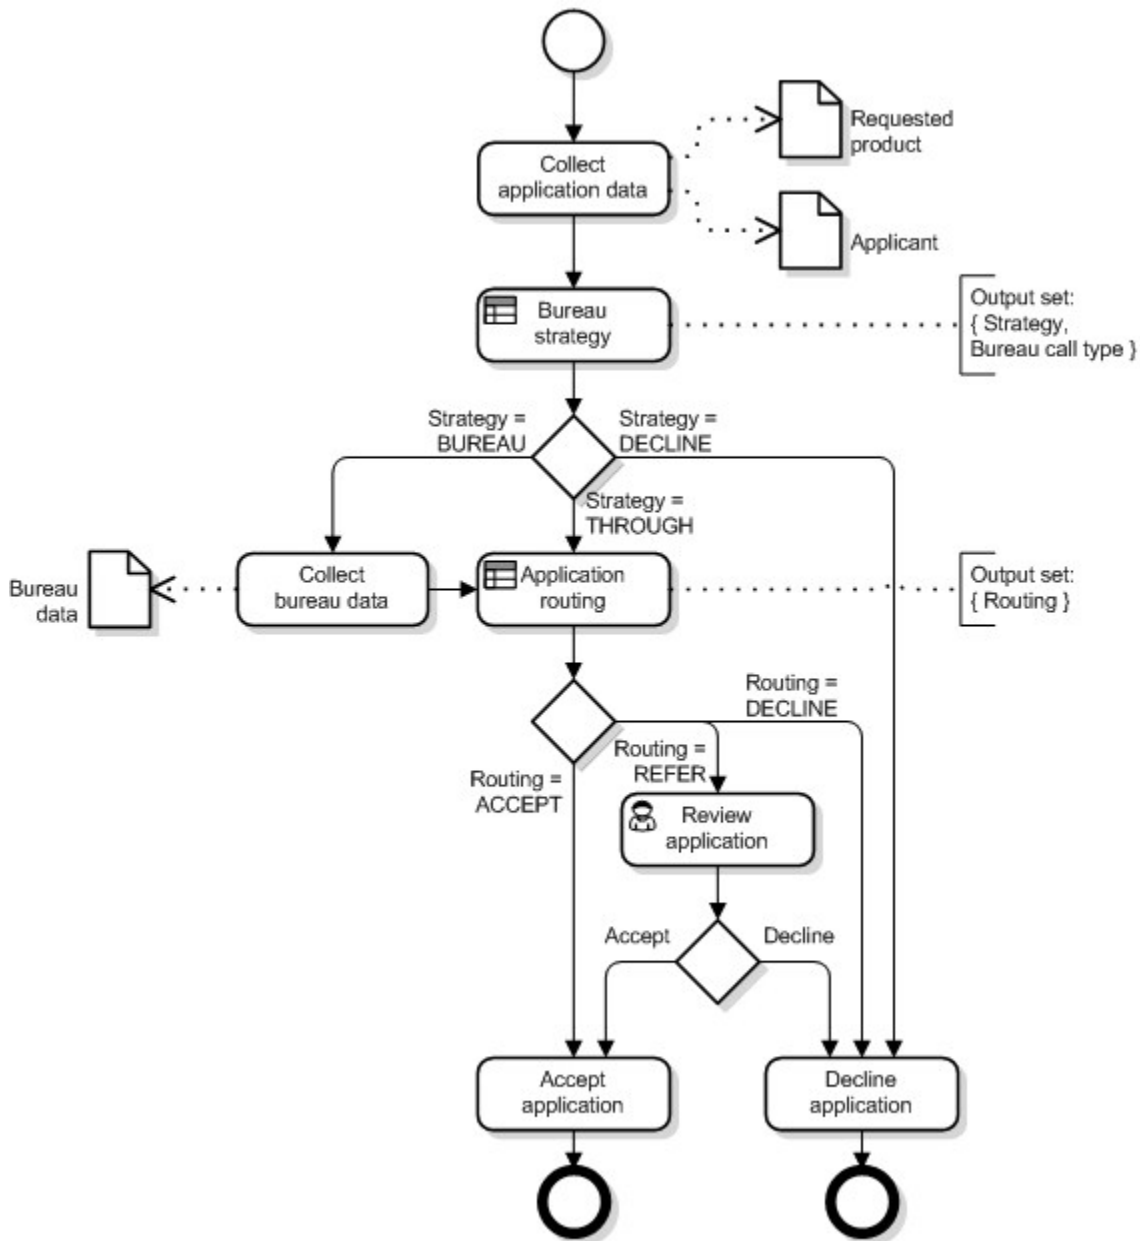 Requested
product
Collect
application data
Applicant
Output set:
{ Strategy,
Bureau call type }
Bureau
strategy
Strategy =
BUREAU
Strategy =
DECLINE
Strategy =
THROUGH
Bureau
data
Collect
bureau data
Application
routing
Output set:
{ Routing }
Routing =
DECLINE
Routing =
REFER
Routing =
ACCEPT
Review
application
Accept
Decline
Accept
application
Decline
application